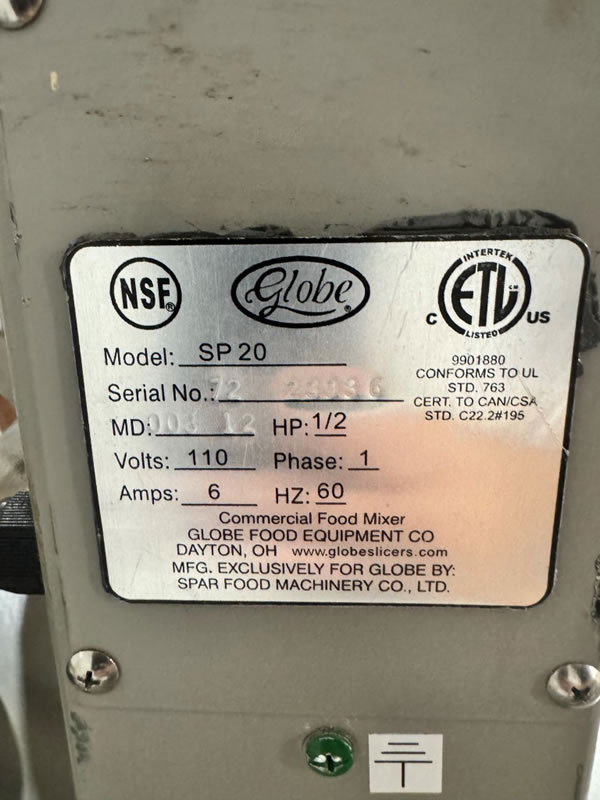 NSF®
Globe®
INTERTEK
ETL CM
C US
LISTED
9901880
CONFORMS TO UL
STD. 763
CERT. TO CAN/CSA
STD. C22.2#195
Model: SP 20
Serial No.: 72
MD: 12 HP: 1/2
Volts: 110 Phase: 1
Amps: 6 HZ: 60
Commercial Food Mixer
GLOBE FOOD EQUIPMENT CO
DAYTON, OH www.globeslicers.com
MFG. EXCLUSIVELY FOR GLOBE BY:
SPAR FOOD MACHINERY CO., LTD.